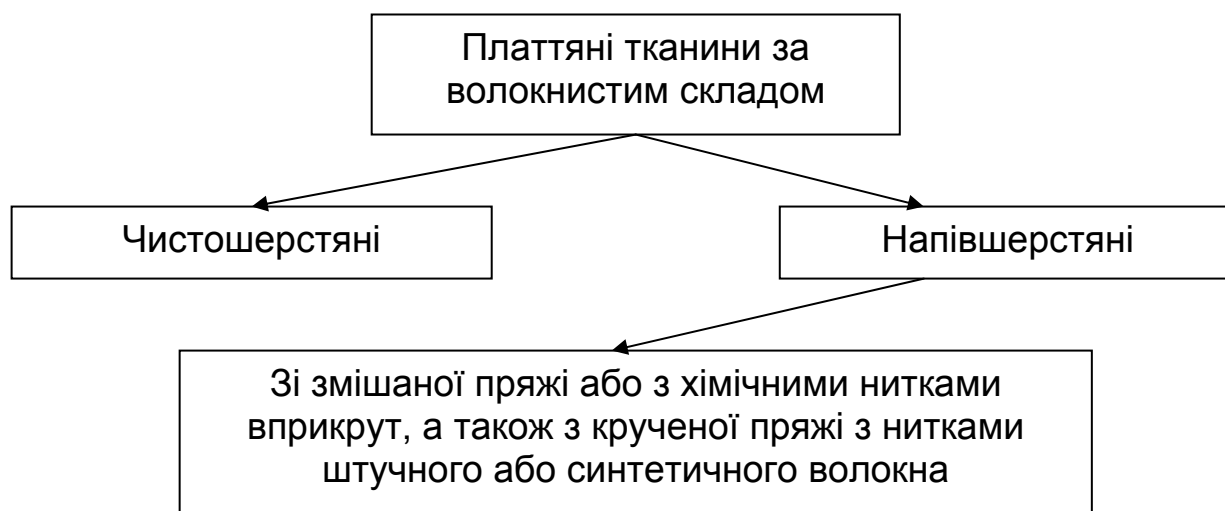 Платтяні тканини за
волокнистим складом
Чистошерстяні
Напівшерстяні
Зі змішаної пряжі або з хімічними нитками
вприкрут, а також з крученої пряжі з нитками
штучного або синтетичного волокна